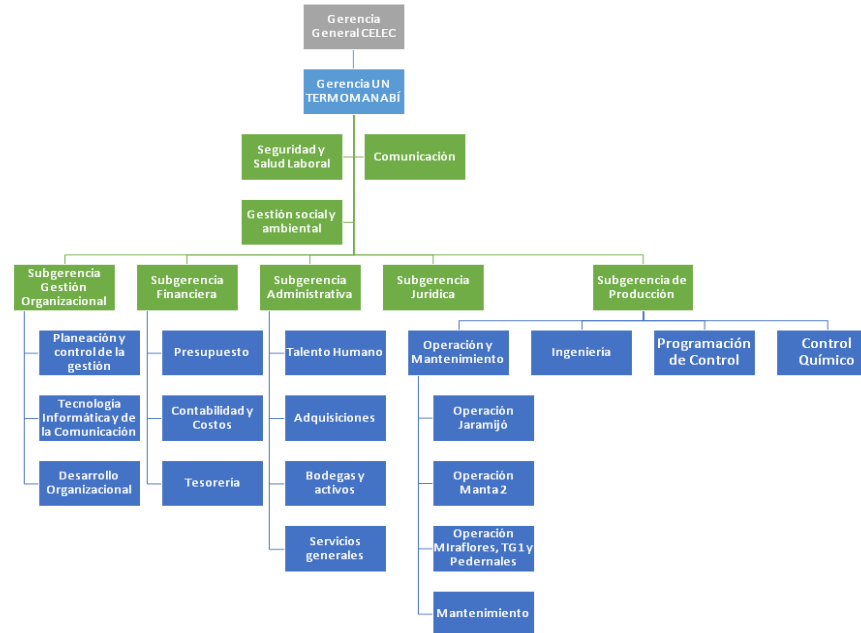 Gerencia
General CELEC
Gerencia UN
TERMOMANABÍ
Seguridad y
Salud Laboral
Comunicación
Gestión social y
ambiental
Subgerencia
Gestión
Organizacional
Subgerencia
Financiera
Subgerencia
Administrativa
Subgerencia
Jurídica
Subgerencia de
Producción
Planeación y
control de la
gestión
Presupuesto
Talento Humano
Operación y
Mantenimiento
Ingeniería
Programación
de Control
Control
Químico
Tecnología
Informática y de
la Comunicación
Contabilidad y
Costos
Adquisiciones
Operación
Jaramijó
Desarrollo
Organizacional
Tesorería
Bodegas y
activos
Operación
Manta 2
Servicios
generales
Operación
MIraflores, TG1 y
Pedernales
Mantenimiento